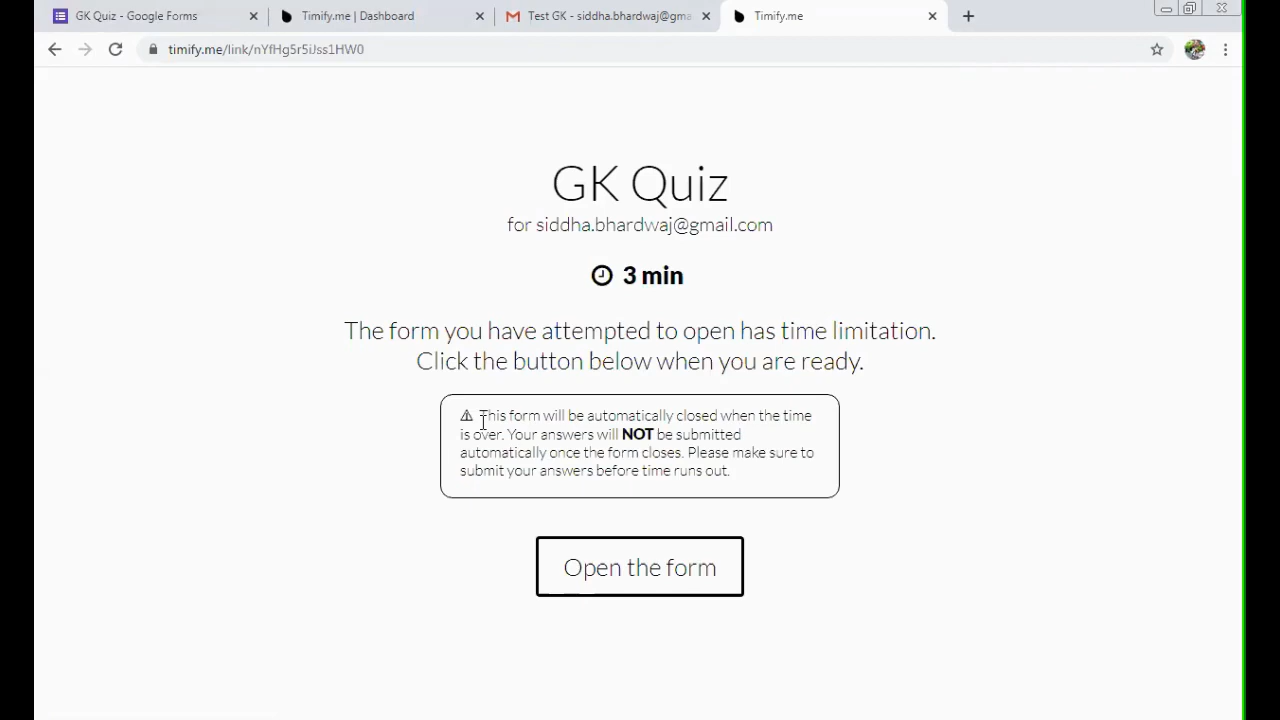 GK Quiz - Google Forms
Timify.me | Dashboard
Test GK - siddha.bhardwaj@gma
Timify.me
timify.me/link/nYfHg5r5iJss1HW0
GK Quiz
for siddha.bhardwaj@gmail.com
3 min
The form you have attempted to open has time limitation.
Click the button below when you are ready.
This form will be automatically closed when the time
is over. Your answers will NOT be submitted
automatically once the form closes. Please make sure to
submit your answers before time runs out.
Open the form